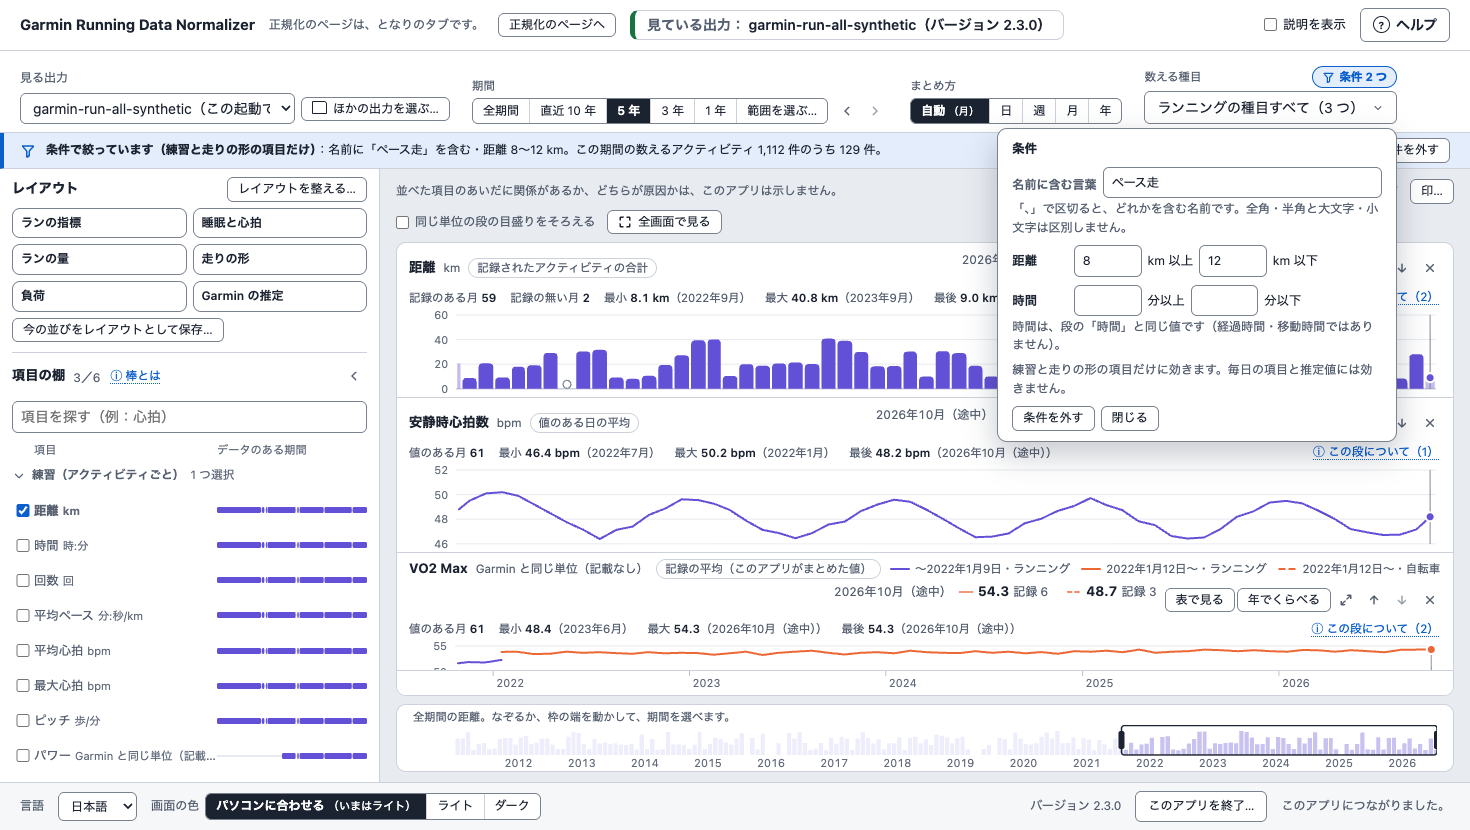 Garmin Running Data Normalizer 正規化のページは、となりのタブです。 正規化のページへ 見ている出力： garmin-run-all-synthetic（バージョン 2.3.0） 説明を表示 ヘルプ
見る出力 期間 まとめ方 数える種目 条件 2 つ
garmin-run-all-synthetic（この起動て ほかの出力を選ぶ... 全期間 直近 10 年 5 年 3 年 1 年 範囲を選ぶ... 自動 （月） 日 週 月 年 ランニングの種目すべて（3 つ）
条件で絞っています（練習と走りの形の項目だけ）：名前に「ペース走」を含む・距離 8〜12 km。この期間の数えるアクティビティ 1,112 件のうち 129 件。 件を外す
条件
名前に含む言葉 ペース走
「、」で区切ると、どれかを含む名前です。全角・半角と大文字・小
文字は区別しません。
距離 8 km 以上 12 km 以下
時間 分以上 分以下
時間は、段の「時間」と同じ値です（経過時間・移動時間ではあり
ません）。
練習と走りの形の項目だけに効きます。毎日の項目と推定値には効
きません。
条件を外す 閉じる
レイアウト レイアウトを整える...
ランの指標 睡眠と心拍
ランの量 走りの形
負荷 Garmin の推定
今の並びをレイアウトとして保存...
項目の棚 3／6 棒とは
項目を探す（例：心拍）
項目 データのある期間
練習（アクティビティごと） 1 つ選択
距離 km
時間 時:分
回数 回
平均ペース 分:秒/km
平均心拍 bpm
最大心拍 bpm
ピッチ 歩/分
パワー Garmin と同じ単位（記載...
並べた項目のあいだに関係があるか、どちらが原因かは、このアプリは示しません。 印...
同じ単位の段の目盛りをそろえる 全画面で見る
距離 km 記録されたアクティビティの合計 2026年
記録のある月 59 記録の無い月 2 最小 8.1 km（2022年9月） 最大 40.8 km（2023年9月） 最後 9.0 km て（2）
60
40
20
0
安静時心拍数 bpm 値のある日の平均 2026年10月（途中）
値のある月 61 最小 46.4 bpm（2022年7月） 最大 50.2 bpm（2022年1月） 最後 48.2 bpm（2026年10月（途中）） この段について（1）
52
50
48
46
VO2 Max Garmin と同じ単位（記載なし） 記録の平均（このアプリがまとめた値） 〜2022年1月9日・ランニング 2022年1月12日〜・ランニング 2022年1月12日〜・自転車
2026年10月（途中） 54.3 記録 6 48.7 記録 3 表で見る 年でくらべる
値のある月 61 最小 48.4（2023年6月） 最大 54.3（2026年10月（途中）） 最後 54.3（2026年10月（途中）） この段について（2）
55
2022 2023 2024 2025 2026
全期間の距離。なぞるか、枠の端を動かして、期間を選べます。
2012 2013 2014 2015 2016 2017 2018 2019 2020 2021 2022 2023 2024 2025 2026
言語 日本語 画面の色 パソコンに合わせる （いまはライト） ライト ダーク バージョン 2.3.0 このアプリを終了... このアプリにつながりました。